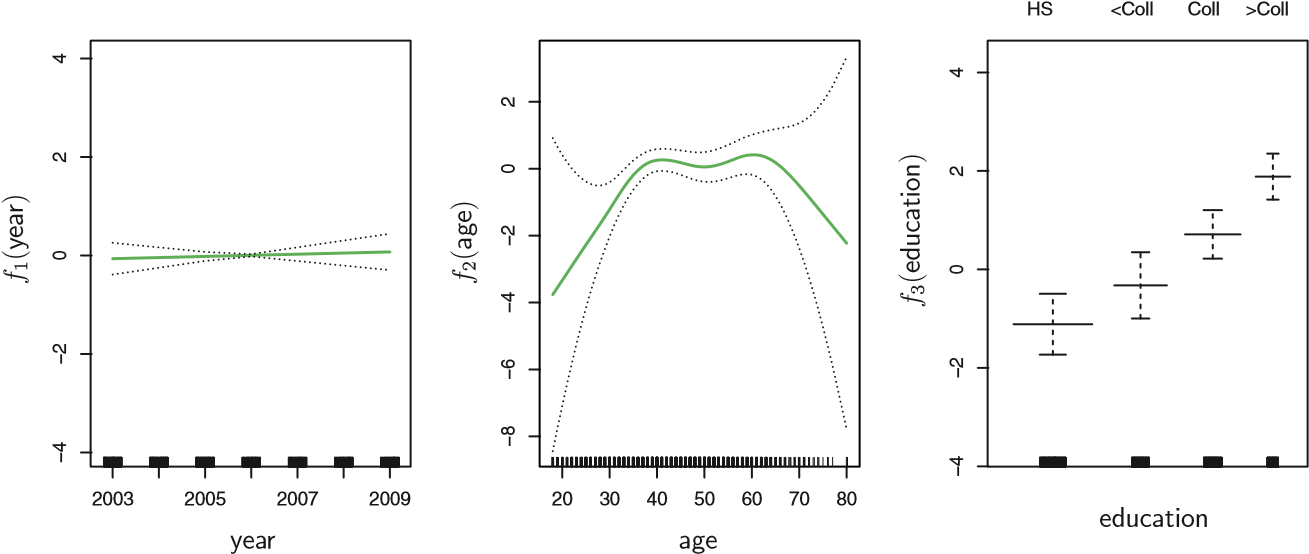 HS <Coll Coll >Coll
f1(year)
4
2
0
−2
−4
2003 2005 2007 2009
year
f2(age)
2
0
−2
−4
−6
−8
20 30 40 50 60 70 80
age
f3(education)
4
2
0
−2
−4
education